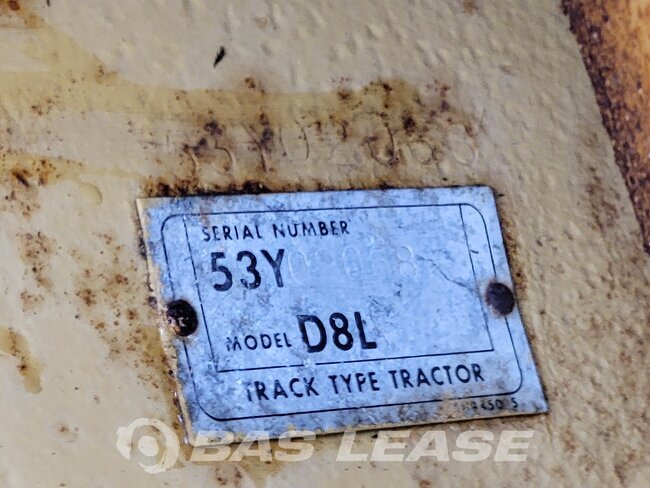 SERIAL NUMBER
53Y
MODEL D8L
TRACK TYPE TRACTOR
BAS LEASE